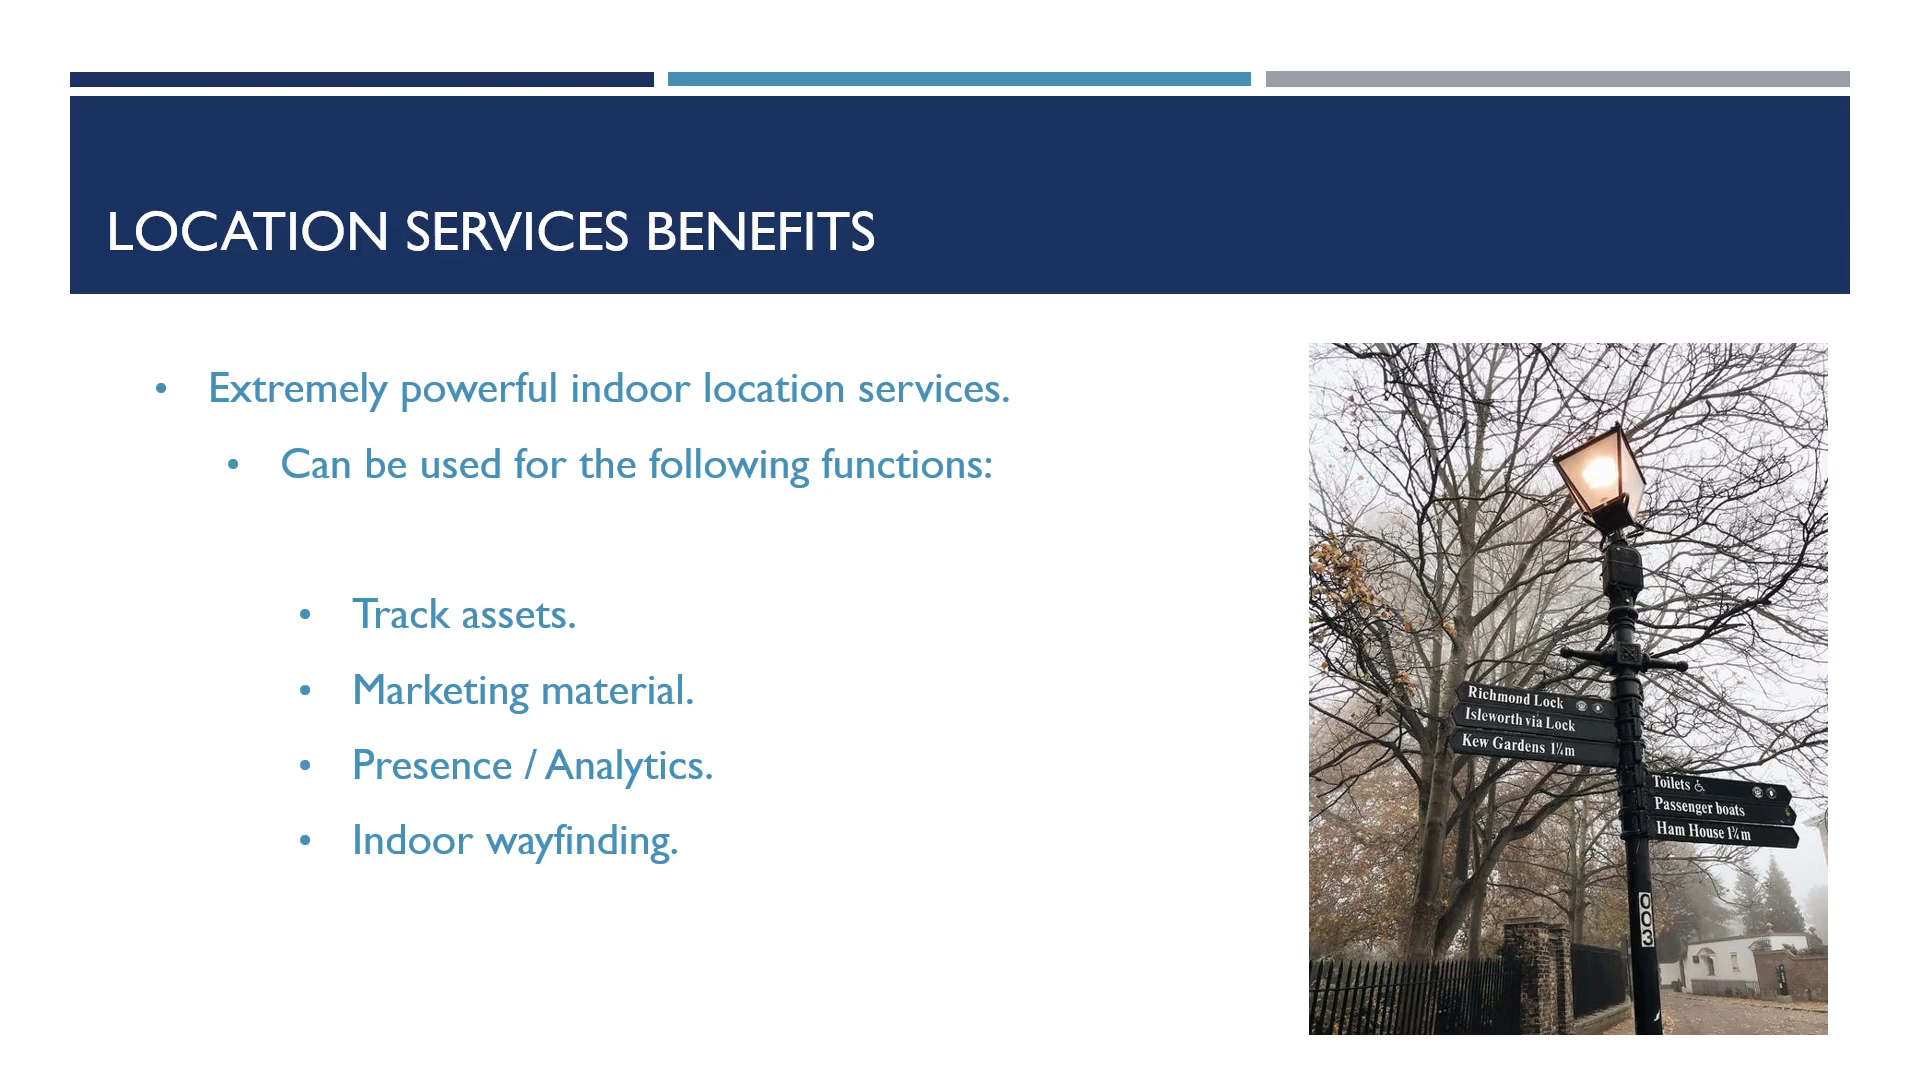 LOCATION SERVICES BENEFITS
• Extremely powerful indoor location services.
• Can be used for the following functions:
• Track assets.
• Marketing material.
• Presence / Analytics.
• Indoor wayfinding.
Richmond Lock
Isleworth via Lock
Kew Gardens 1¼m
Toilets
Passenger boats
Ham House 1¾m
003